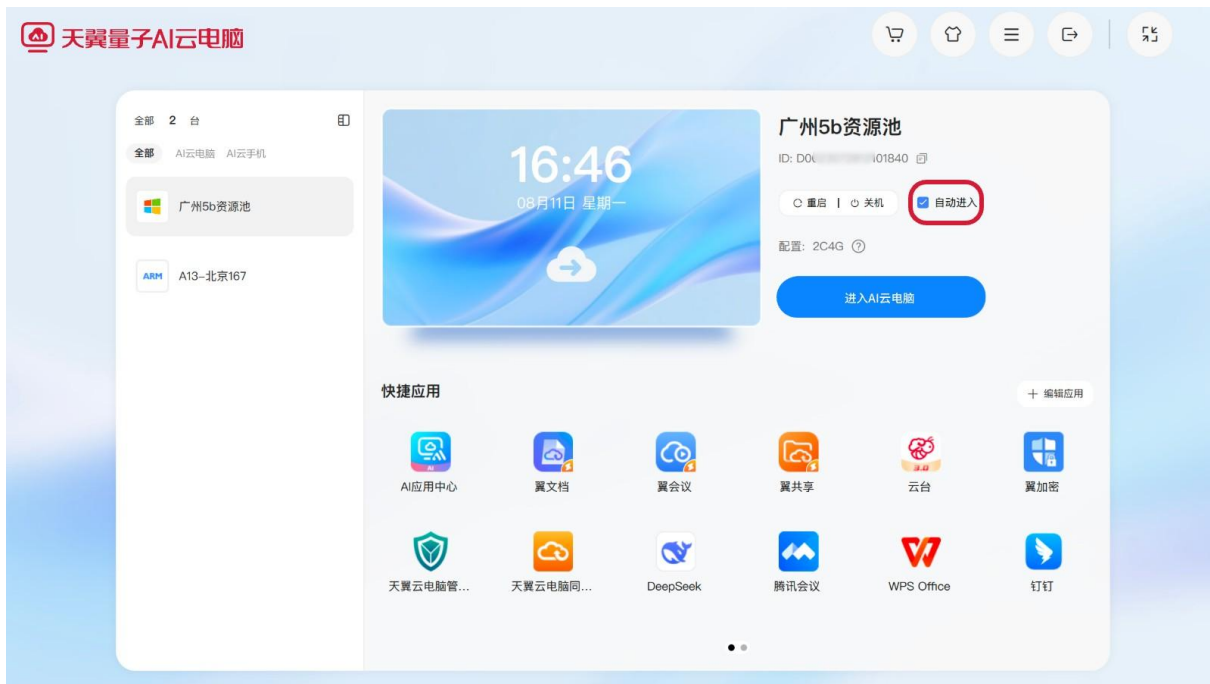 天翼量子AI云电脑
全部 2 台
全部 AI云电脑 AI云手机
广州5b资源池
ARM A13-北京167
16:46
08月11日 星期一
广州5b资源池
ID: D0 01840
重启 | 关机 自动进入
配置: 2C4G
进入AI云电脑
快捷应用
+ 编辑应用
AI
3.0
AI应用中心 翼文档 翼会议 翼共享 云台 翼加密
天翼云电脑管... 天翼云电脑同... DeepSeek 腾讯会议 WPS Office 钉钉